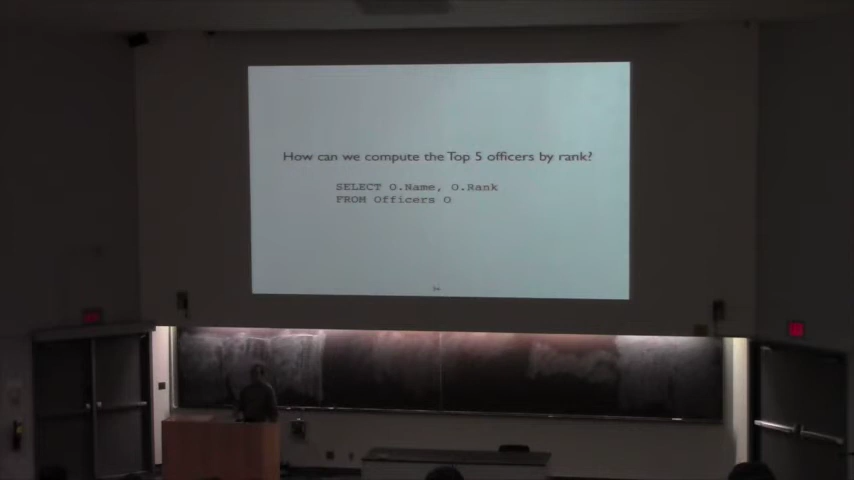 How can we compute the Top 5 officers by rank?
SELECT O.Name, O.Rank
FROM Officers O